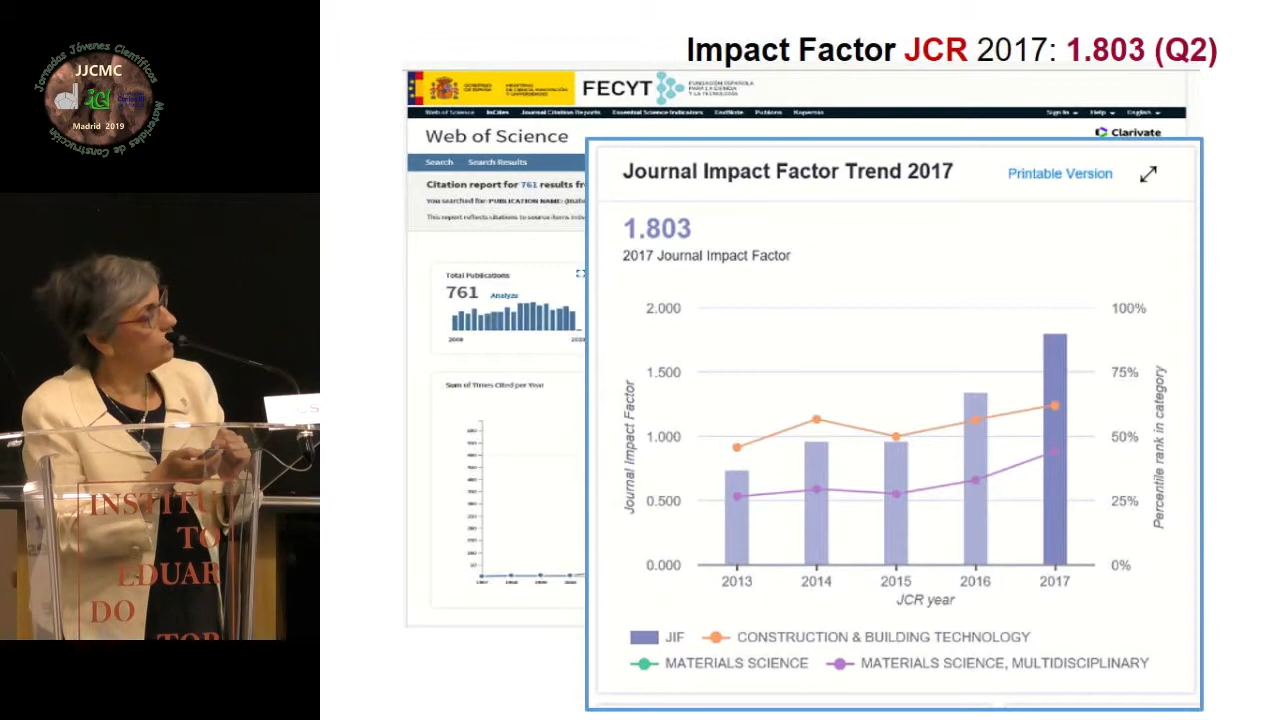 Jornadas Jóvenes Científicos
Materiales de Construcción
JJCMC
Madrid 2019
INSTITU
TO
EDUAR
DO
TOR
Impact Factor JCR 2017: 1.803 (Q2)
GOBIERNO DE ESPAÑA
MINISTERIO DE CIENCIA, INNOVACIÓN Y UNIVERSIDADES
FECYT
FUNDACIÓN ESPAÑOLA
PARA LA CIENCIA
Y LA TECNOLOGÍA
Web of Science InCites Journal Citation Reports Essential Science Indicators EndNote Publons Kopernio Sign In Help English
Web of Science
Clarivate
Search Search Results
Citation report for 761 results fr
You searched for: PUBLICATION NAME: (mate
This report reflects citations to source items inde
Total Publications
761 Analyze
2000
Sum of Times Cited per Year
Journal Impact Factor Trend 2017
Printable Version
1.803
2017 Journal Impact Factor
2.000
1.500
1.000
0.500
0.000
Journal Impact Factor
100%
75%
50%
25%
0%
Percentile rank in category
2013 2014 2015 2016 2017
JCR year
JIF CONSTRUCTION & BUILDING TECHNOLOGY
MATERIALS SCIENCE MATERIALS SCIENCE, MULTIDISCIPLINARY